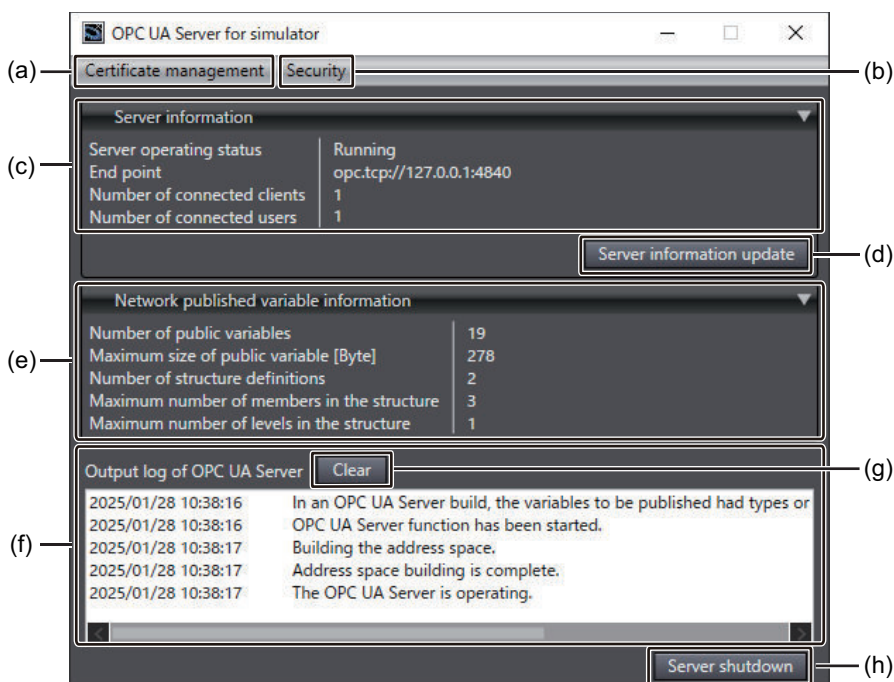 OPC UA Server for simulator
(a) Certificate management Security (b)
Server information
(c)
Server operating status Running
End point opc.tcp://127.0.0.1:4840
Number of connected clients 1
Number of connected users 1
Server information update (d)
Network published variable information
(e)
Number of public variables 19
Maximum size of public variable [Byte] 278
Number of structure definitions 2
Maximum number of members in the structure 3
Maximum number of levels in the structure 1
Output log of OPC UA Server Clear (g)
(f)
2025/01/28 10:38:16 In an OPC UA Server build, the variables to be published had types or
2025/01/28 10:38:16 OPC UA Server function has been started.
2025/01/28 10:38:17 Building the address space.
2025/01/28 10:38:17 Address space building is complete.
2025/01/28 10:38:17 The OPC UA Server is operating.
Server shutdown (h)